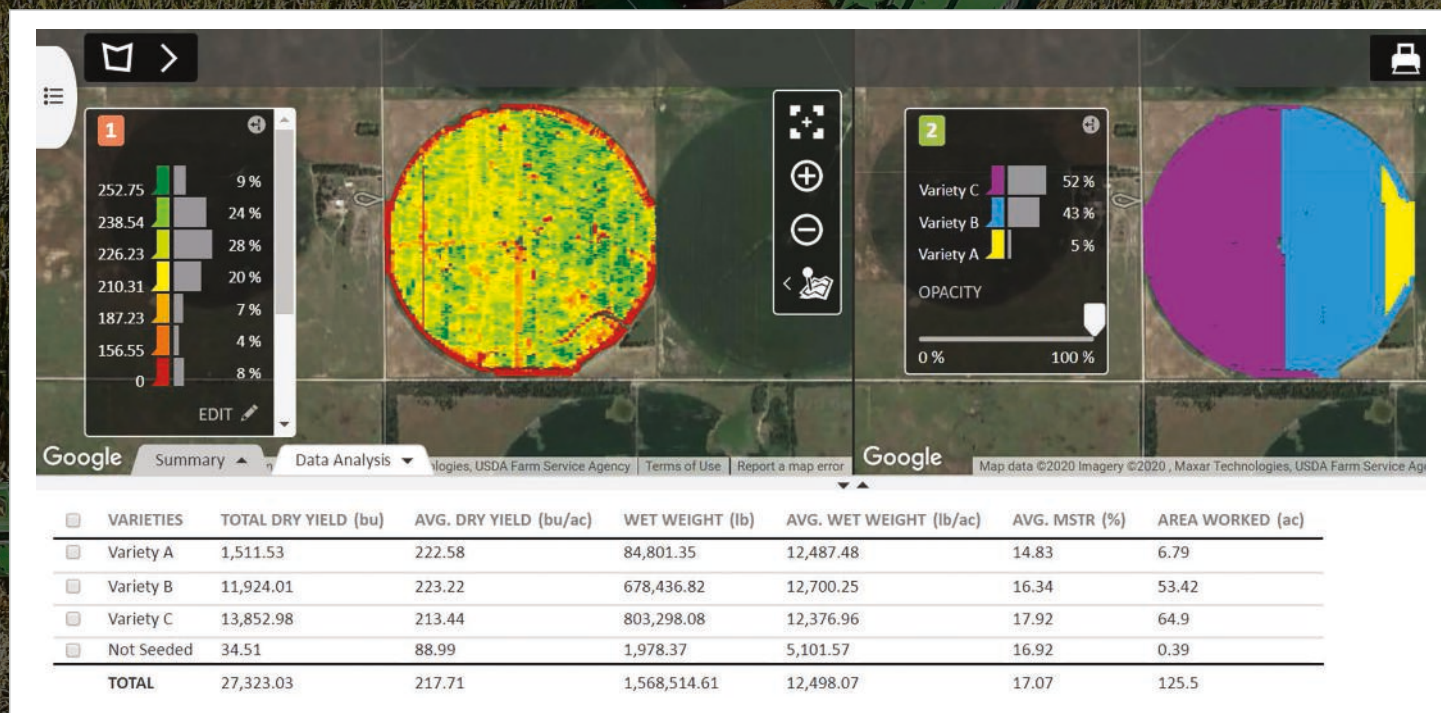 1
252.75 9 %
238.54 24 %
226.23 28 %
210.31 20 %
187.23 7 %
156.55 4 %
0 8 %
EDIT
2
Variety C 52 %
Variety B 43 %
Variety A 5 %
OPACITY
0 % 100 %
Google Summary Data Analysis ologies, USDA Farm Service Agency Terms of Use Report a map error
Google Map data ©2020 Imagery ©2020 , Maxar Technologies, USDA Farm Service Age
VARIETIES TOTAL DRY YIELD (bu) AVG. DRY YIELD (bu/ac) WET WEIGHT (lb) AVG. WET WEIGHT (lb/ac) AVG. MSTR (%) AREA WORKED (ac)
Variety A 1,511.53 222.58 84,801.35 12,487.48 14.83 6.79
Variety B 11,924.01 223.22 678,436.82 12,700.25 16.34 53.42
Variety C 13,852.98 213.44 803,298.08 12,376.96 17.92 64.9
Not Seeded 34.51 88.99 1,978.37 5,101.57 16.92 0.39
TOTAL 27,323.03 217.71 1,568,514.61 12,498.07 17.07 125.5